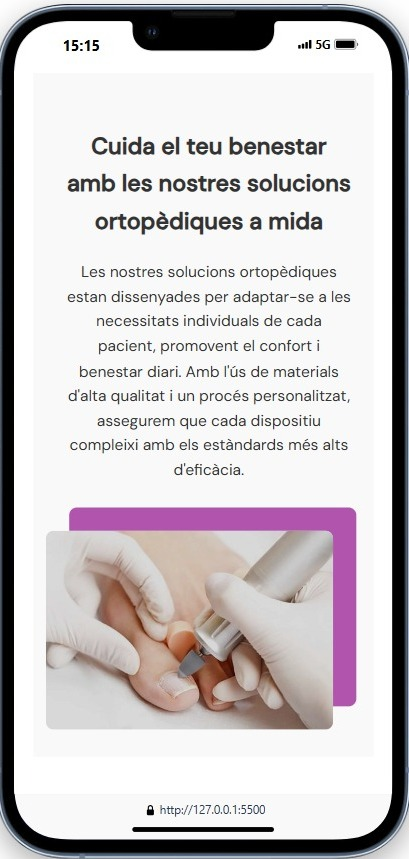 15:15
5G
Cuida el teu benestar
amb les nostres solucions
ortopèdiques a mida
Les nostres solucions ortopèdiques
estan dissenyades per adaptar-se a les
necessitats individuals de cada
pacient, promovent el confort i
benestar diari. Amb l'ús de materials
d'alta qualitat i un procés personalitzat,
assegurem que cada dispositiu
compleixi amb els estàndards més alts
d'eficàcia.
http://127.0.0.1:5500